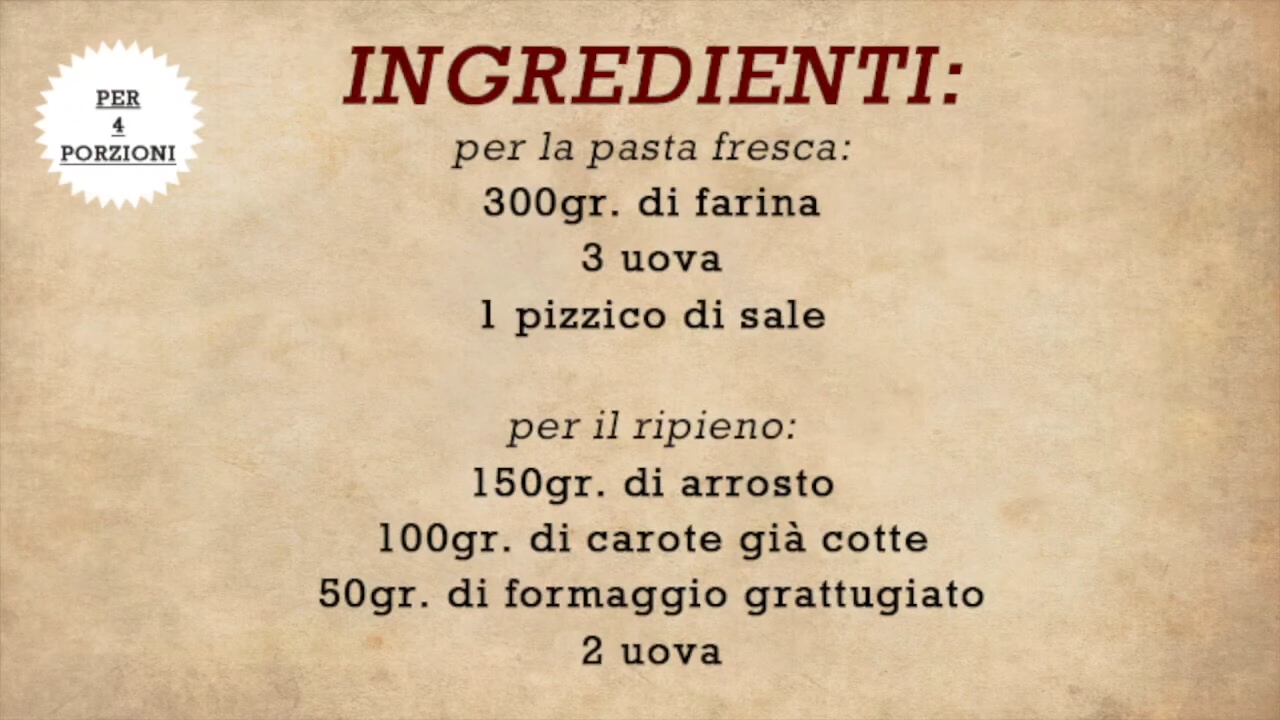 PER
4
PORZIONI
INGREDIENTI:
per la pasta fresca:
300gr. di farina
3 uova
1 pizzico di sale
per il ripieno:
150gr. di arrosto
100gr. di carote già cotte
50gr. di formaggio grattugiato
2 uova